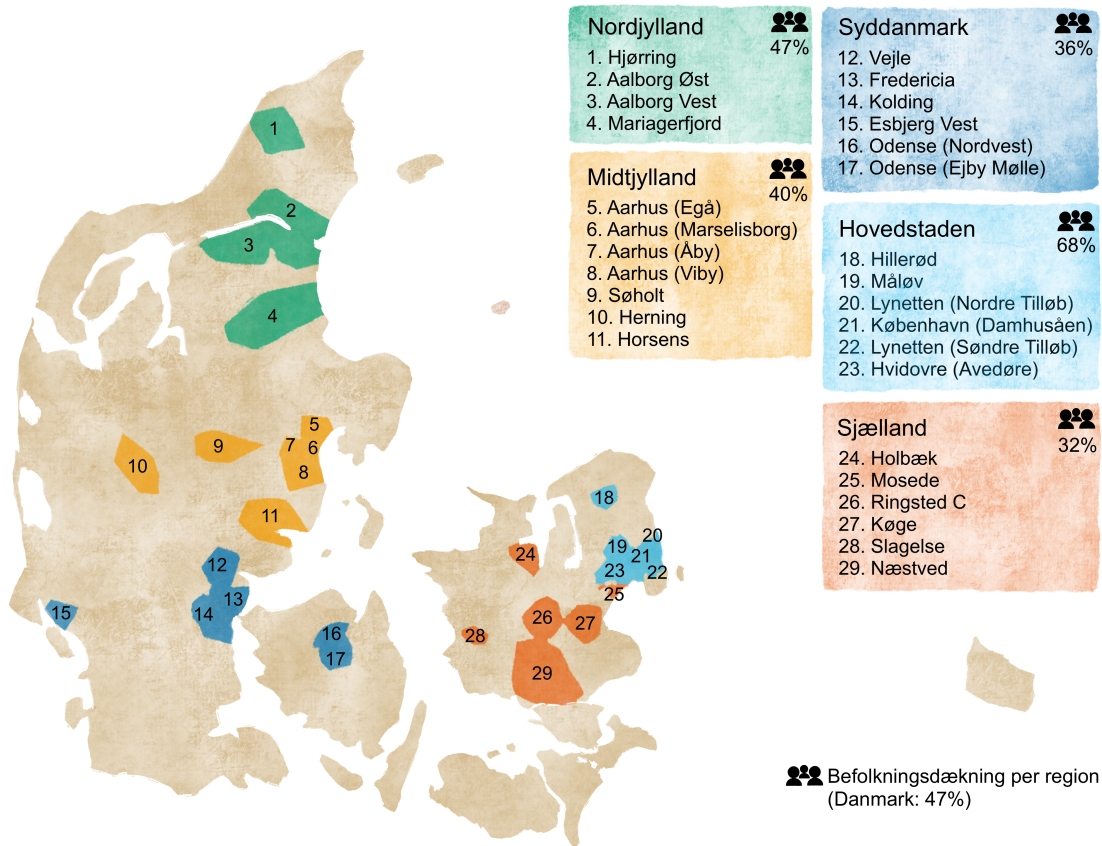 Nordjylland
47%
1. Hjørring
2. Aalborg Øst
3. Aalborg Vest
4. Mariagerfjord
Midtjylland
40%
5. Aarhus (Egå)
6. Aarhus (Marselisborg)
7. Aarhus (Åby)
8. Aarhus (Viby)
9. Søholt
10. Herning
11. Horsens
Syddanmark
36%
12. Vejle
13. Fredericia
14. Kolding
15. Esbjerg Vest
16. Odense (Nordvest)
17. Odense (Ejby Mølle)
Hovedstaden
68%
18. Hillerød
19. Måløv
20. Lynetten (Nordre Tilløb)
21. København (Damhusåen)
22. Lynetten (Søndre Tilløb)
23. Hvidovre (Avedøre)
Sjælland
32%
24. Holbæk
25. Mosede
26. Ringsted C
27. Køge
28. Slagelse
29. Næstved
1
2
3
4
5
6
7
8
9
10
11
12
13
14
15
16
17
18
19
20
21
22
23
24
25
26
27
28
29
Befolkningsdækning per region
(Danmark: 47%)